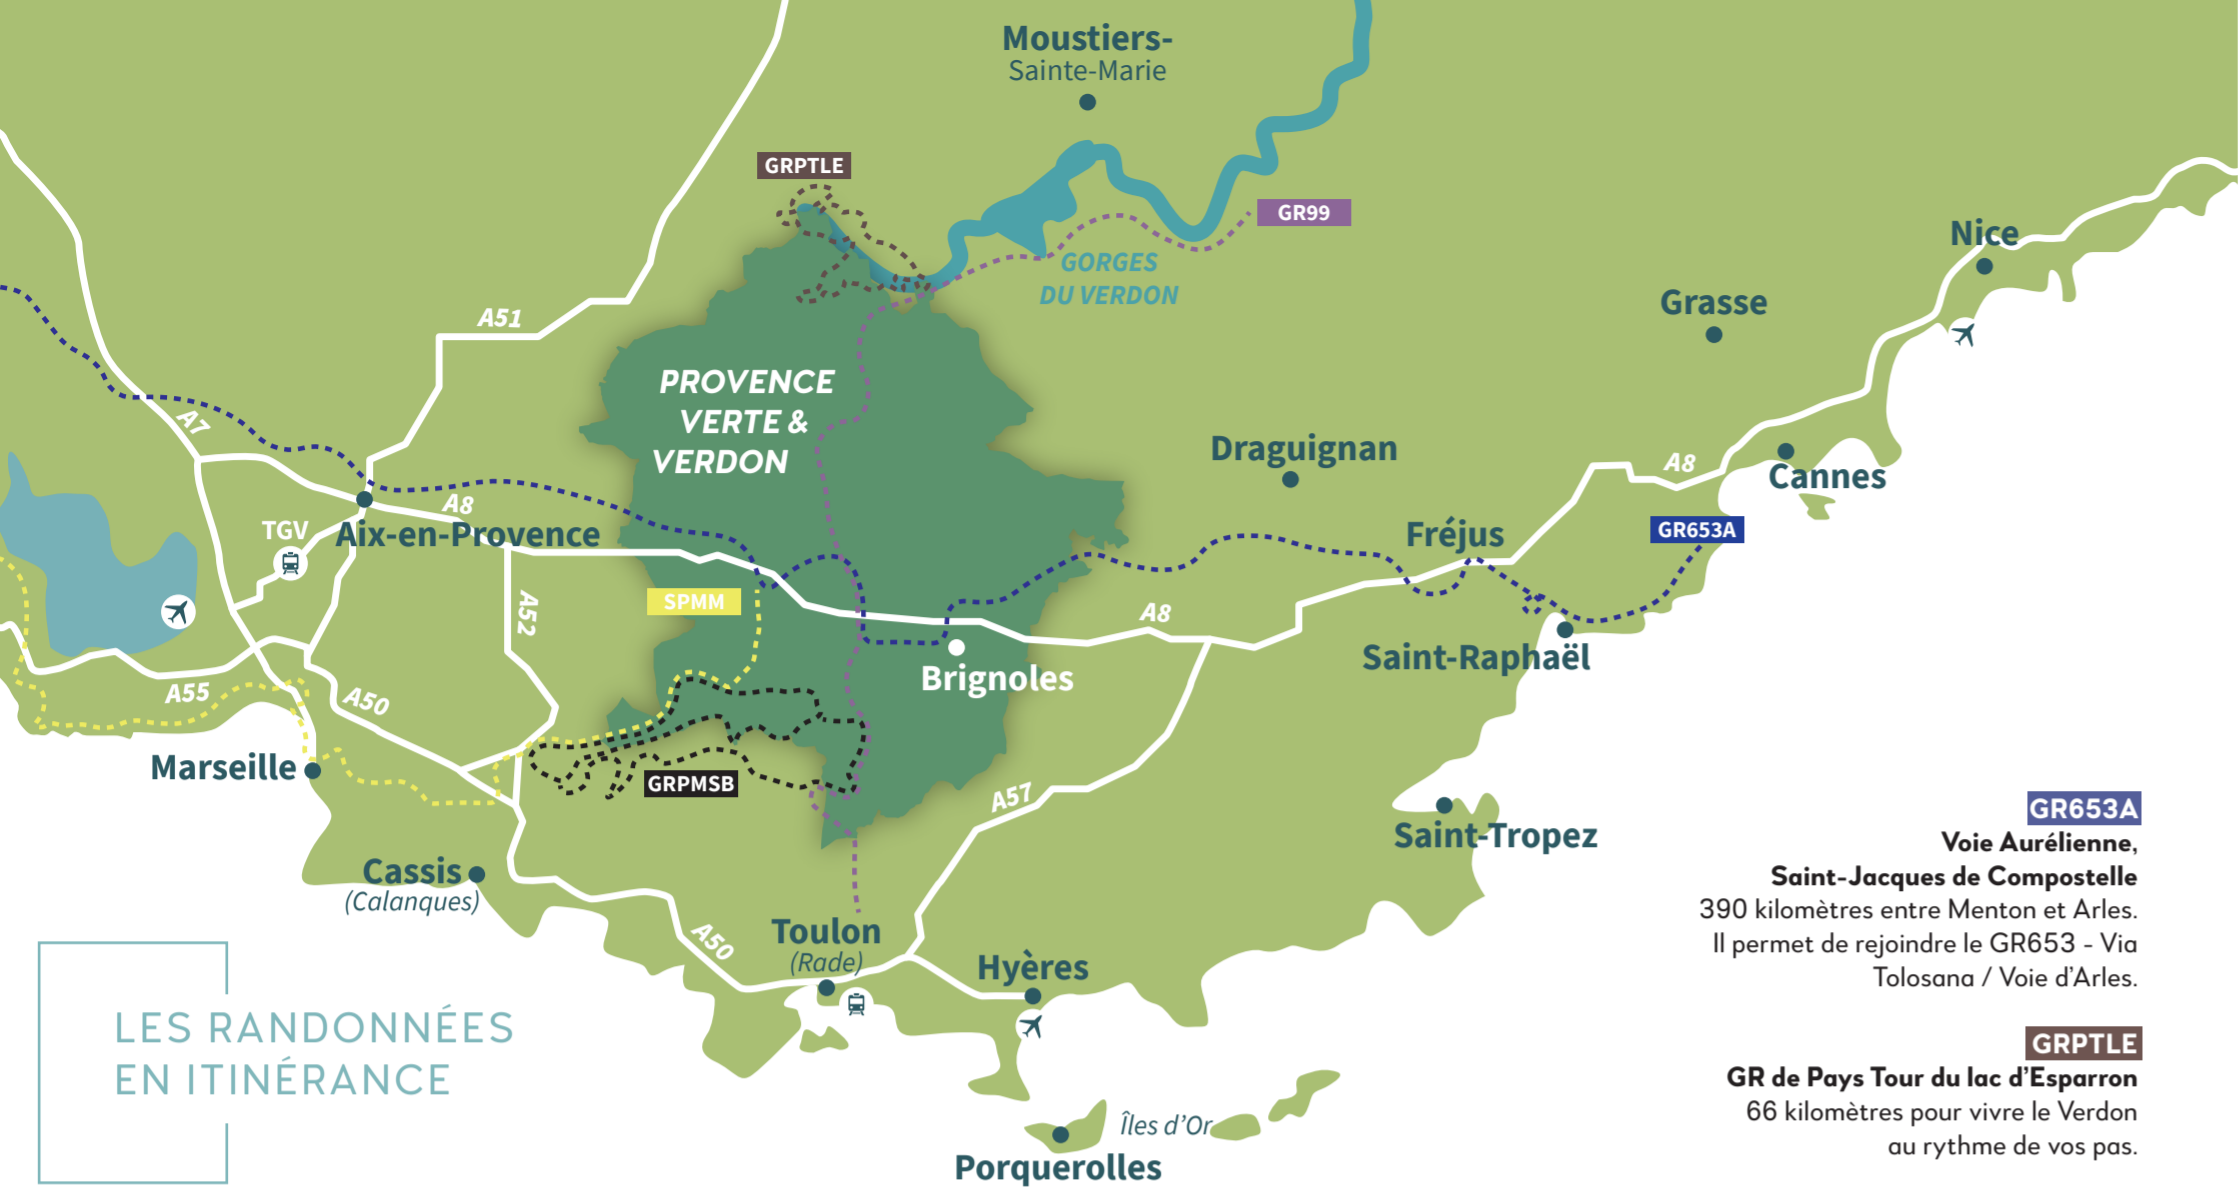 Moustiers-
Sainte-Marie
GRPTLE
GR99
GORGES
DU VERDON
Nice
Grasse
A51
PROVENCE
VERTE &
VERDON
A7
Draguignan
A8
Cannes
A8
Aix-en-Provence
TGV
Fréjus
GR653A
A52
SPMM
A8
Saint-Raphaël
Brignoles
A55
A50
Marseille
GRPMSB
A57
Saint-Tropez
Cassis
(Calanques)
A50
Toulon
(Rade)
Hyères
Îles d'Or
Porquerolles
LES RANDONNÉES
EN ITINÉRANCE
GR653A
Voie Aurélienne,
Saint-Jacques de Compostelle
390 kilomètres entre Menton et Arles.
Il permet de rejoindre le GR653 - Via
Tolosana / Voie d'Arles.
GRPTLE
GR de Pays Tour du lac d'Esparron
66 kilomètres pour vivre le Verdon
au rythme de vos pas.